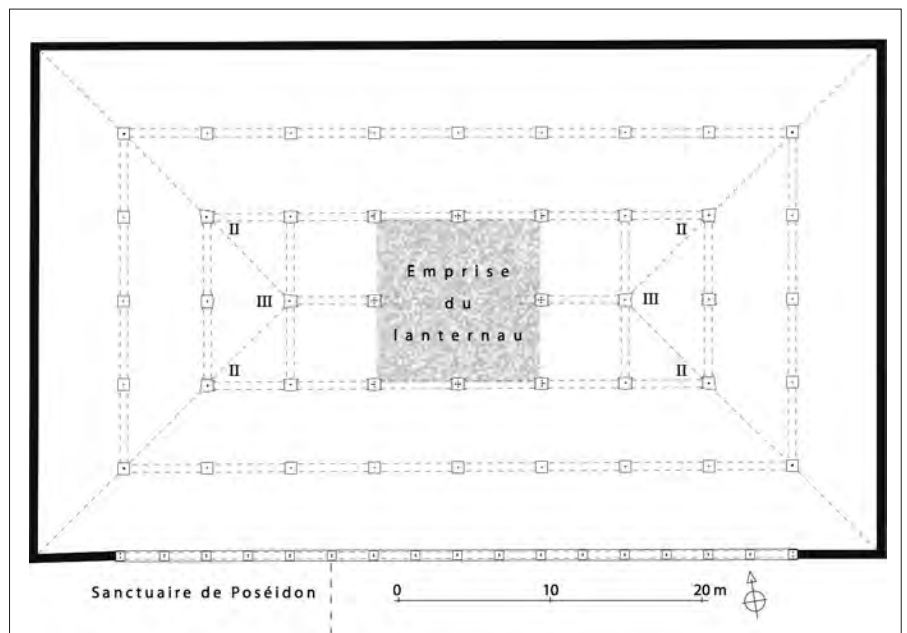 II
II
Emprise
III
III
du
lanternau
II
II
Sanctuaire de Poséidon
0
10
20 m